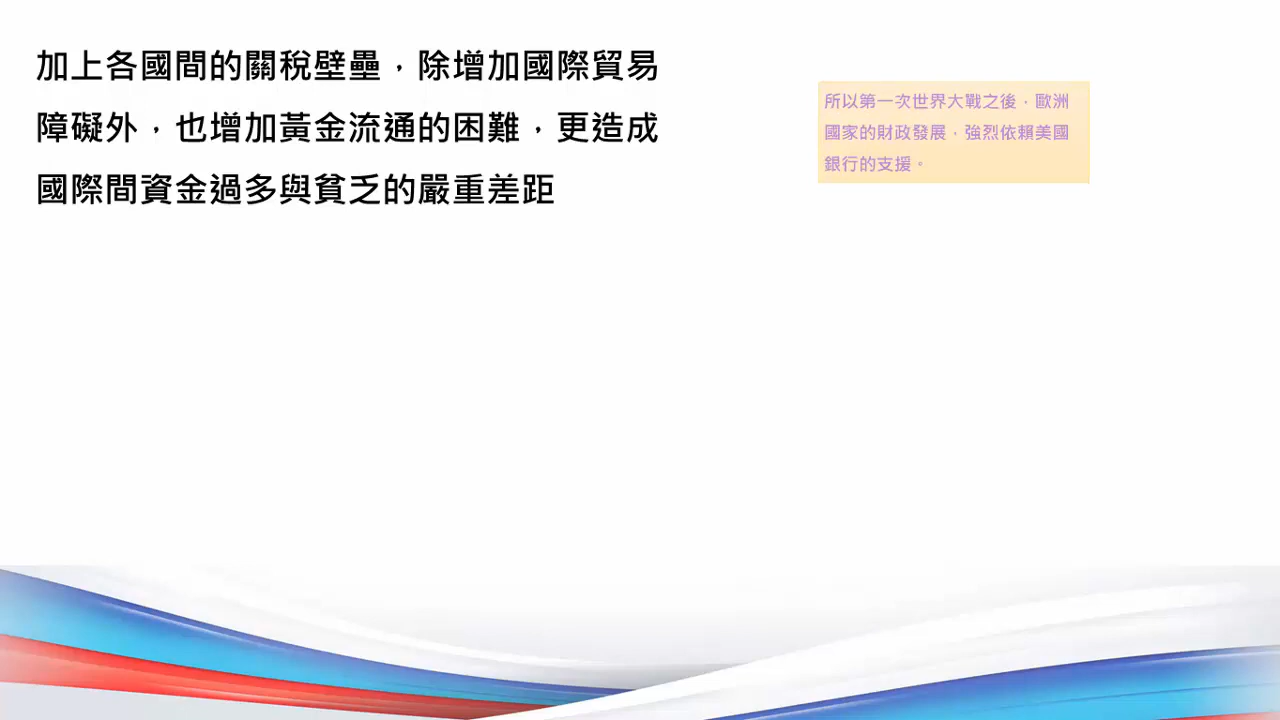 加上各國間的關稅壁壘，除增加國際貿易
障礙外，也增加黃金流通的困難，更造成
國際間資金過多與貧乏的嚴重差距
所以第一次世界大戰之後，歐洲
國家的財政發展，強烈依賴美國
銀行的支援。